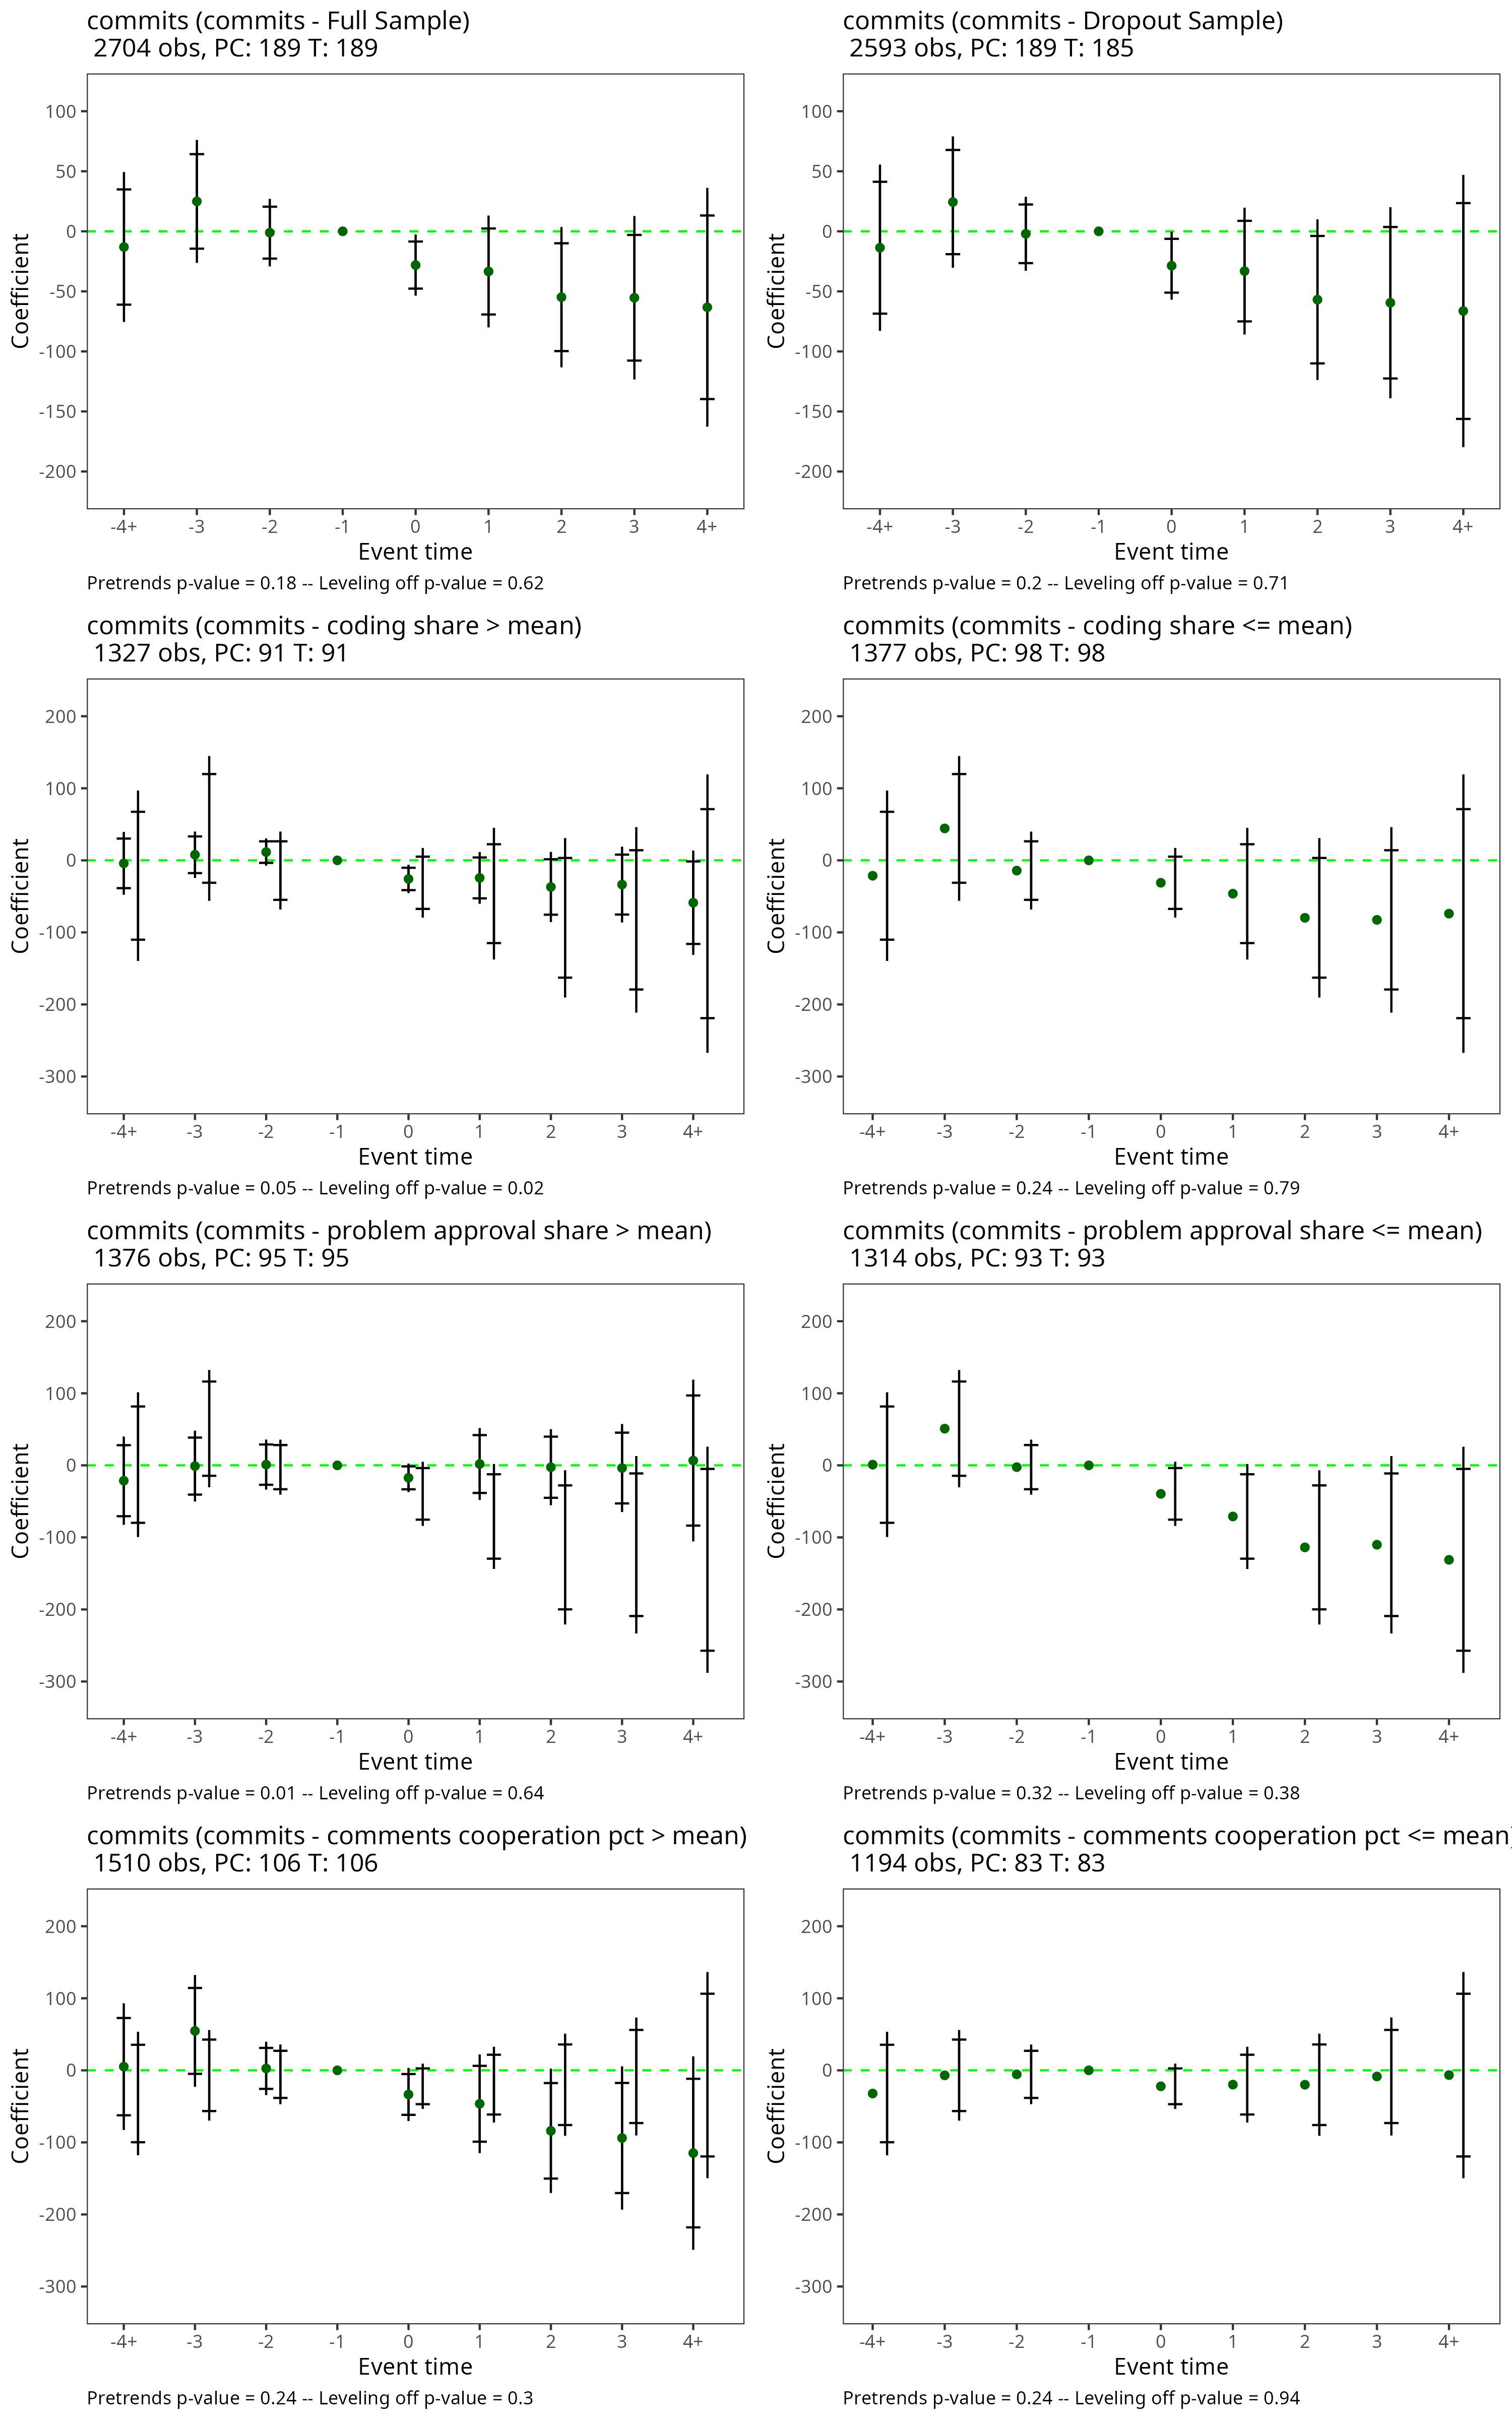 commits (commits - Full Sample)
2704 obs, PC: 189 T: 189
100
50
0
-50
-100
-150
-200
Coefficient
-4+ -3 -2 -1 0 1 2 3 4+
Event time
Pretrends p-value = 0.18 -- Leveling off p-value = 0.62
commits (commits - Dropout Sample)
2593 obs, PC: 189 T: 185
100
50
0
-50
-100
-150
-200
Coefficient
-4+ -3 -2 -1 0 1 2 3 4+
Event time
Pretrends p-value = 0.2 -- Leveling off p-value = 0.71
commits (commits - coding share > mean)
1327 obs, PC: 91 T: 91
200
100
0
-100
-200
-300
Coefficient
-4+ -3 -2 -1 0 1 2 3 4+
Event time
Pretrends p-value = 0.05 -- Leveling off p-value = 0.02
commits (commits - coding share <= mean)
1377 obs, PC: 98 T: 98
200
100
0
-100
-200
-300
Coefficient
-4+ -3 -2 -1 0 1 2 3 4+
Event time
Pretrends p-value = 0.24 -- Leveling off p-value = 0.79
commits (commits - problem approval share > mean)
1376 obs, PC: 95 T: 95
200
100
0
-100
-200
-300
Coefficient
-4+ -3 -2 -1 0 1 2 3 4+
Event time
Pretrends p-value = 0.01 -- Leveling off p-value = 0.64
commits (commits - problem approval share <= mean)
1314 obs, PC: 93 T: 93
200
100
0
-100
-200
-300
Coefficient
-4+ -3 -2 -1 0 1 2 3 4+
Event time
Pretrends p-value = 0.32 -- Leveling off p-value = 0.38
commits (commits - comments cooperation pct > mean)
1510 obs, PC: 106 T: 106
200
100
0
-100
-200
-300
Coefficient
-4+ -3 -2 -1 0 1 2 3 4+
Event time
Pretrends p-value = 0.24 -- Leveling off p-value = 0.3
commits (commits - comments cooperation pct <= mean)
1194 obs, PC: 83 T: 83
200
100
0
-100
-200
-300
Coefficient
-4+ -3 -2 -1 0 1 2 3 4+
Event time
Pretrends p-value = 0.24 -- Leveling off p-value = 0.94